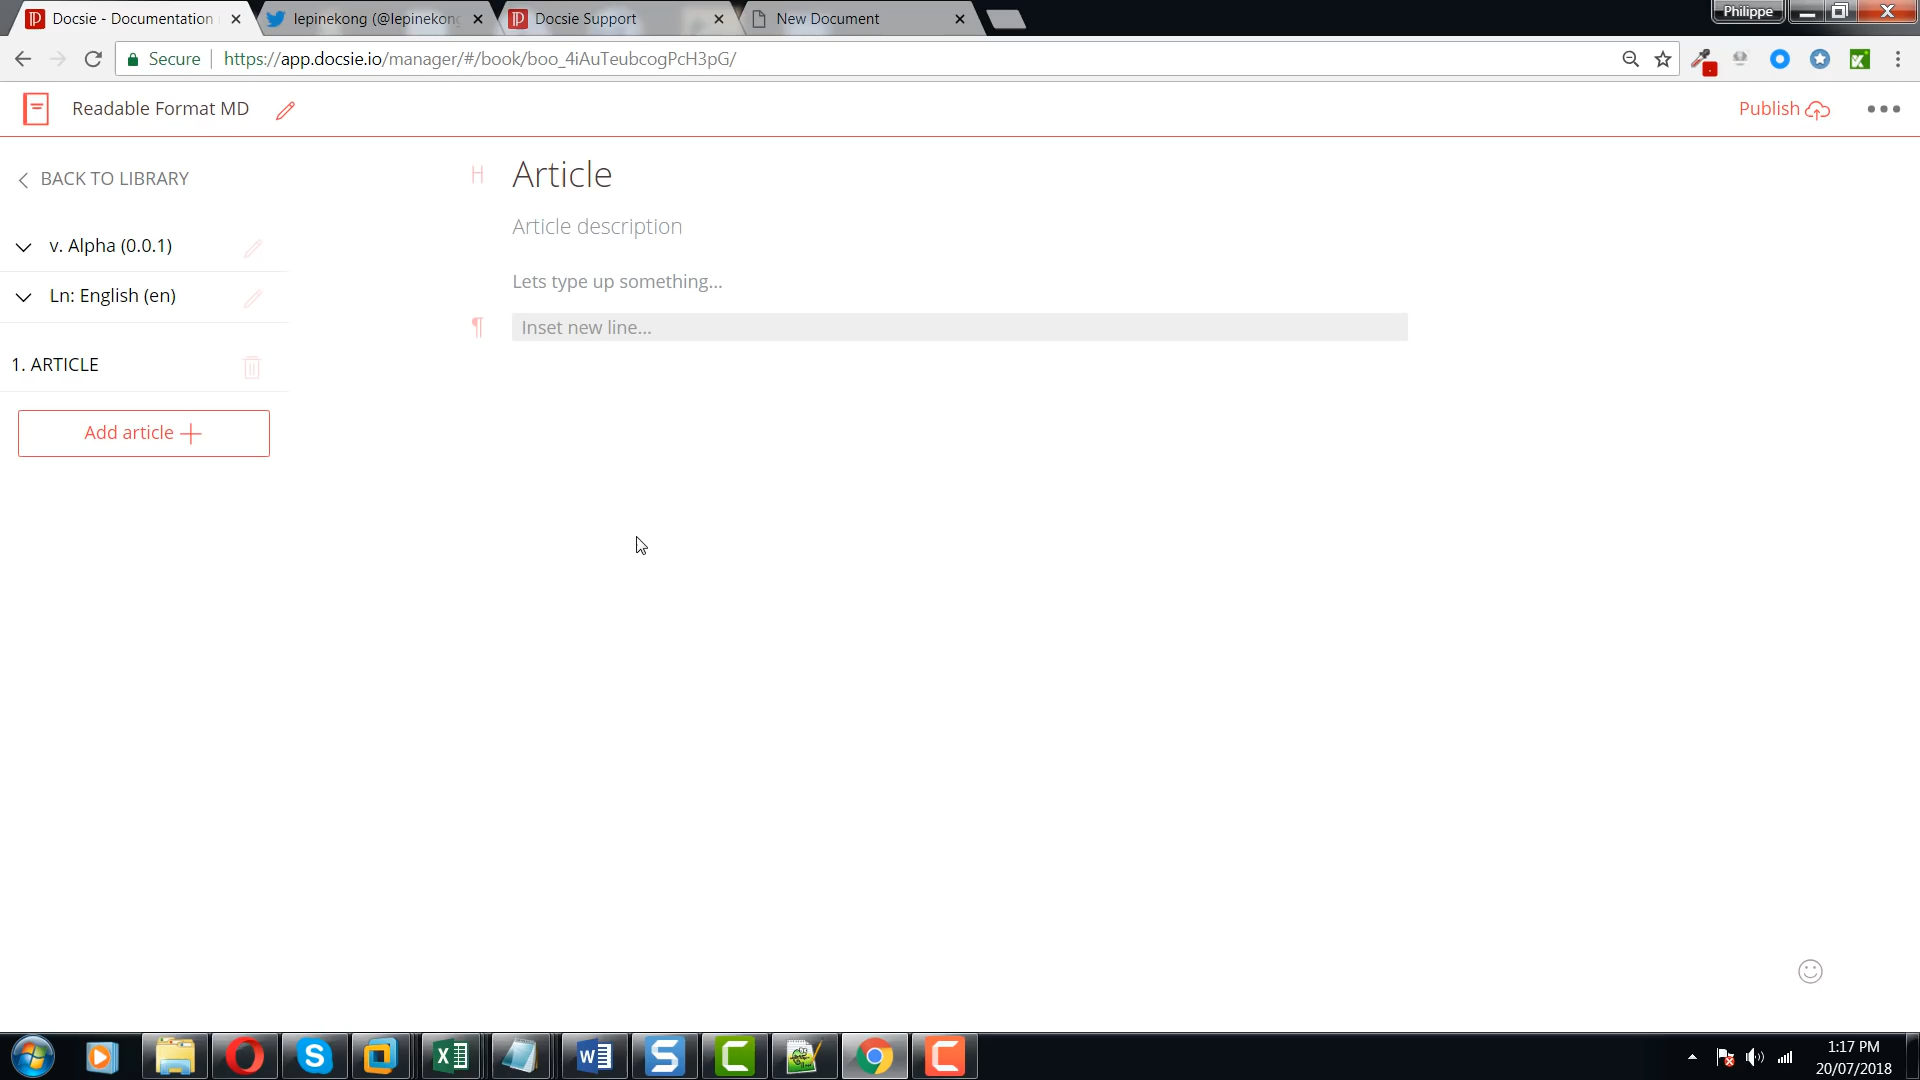 Docsie - Documentation
lepinekong (@lepinekong
Docsie Support
New Document
Philippe
Secure
https://app.docsie.io/manager/#/book/boo_4iAuTeubcogPcH3pG/
Readable Format MD
Publish
BACK TO LIBRARY
Article
Article description
v. Alpha (0.0.1)
Lets type up something...
Ln: English (en)
¶ Inset new line...
1. ARTICLE
Add article
1:17 PM
20/07/2018